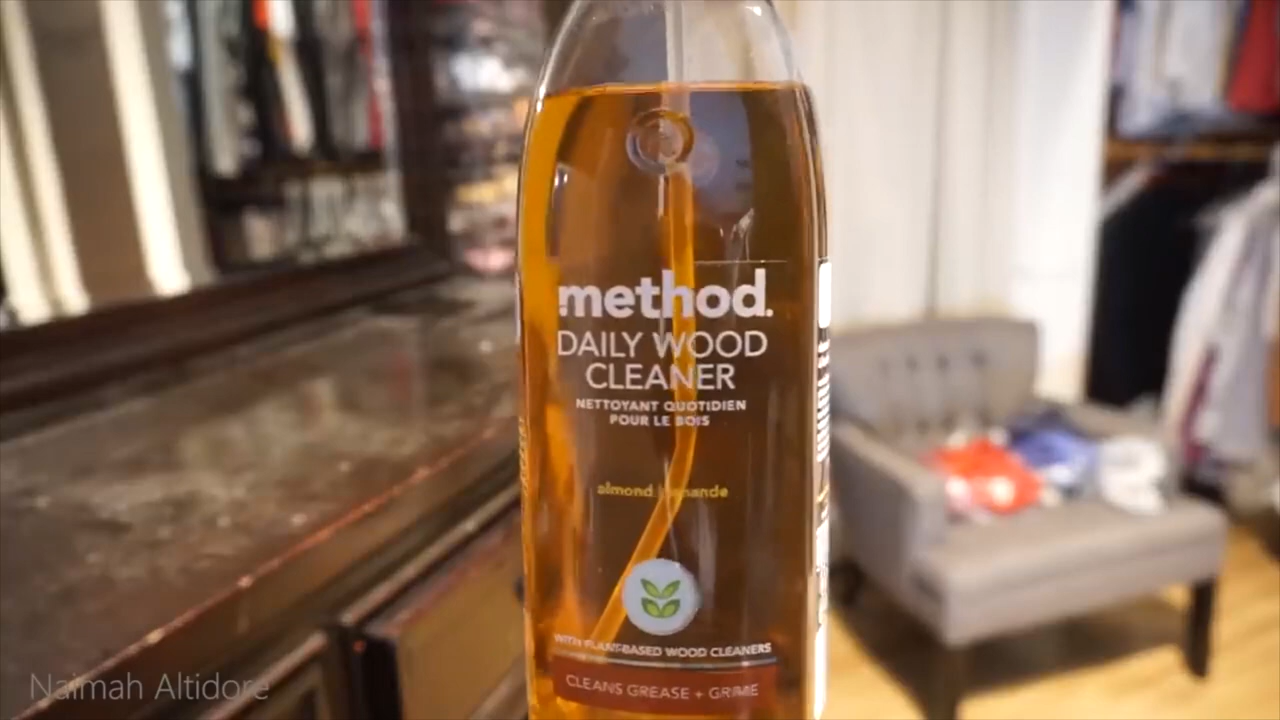 method.
DAILY WOOD
CLEANER
NETTOYANT QUOTIDIEN
POUR LE BOIS
almond | amande
WITH PLANT-BASED WOOD CLEANERS
CLEANS GREASE + GRIME
Naimah Altidore